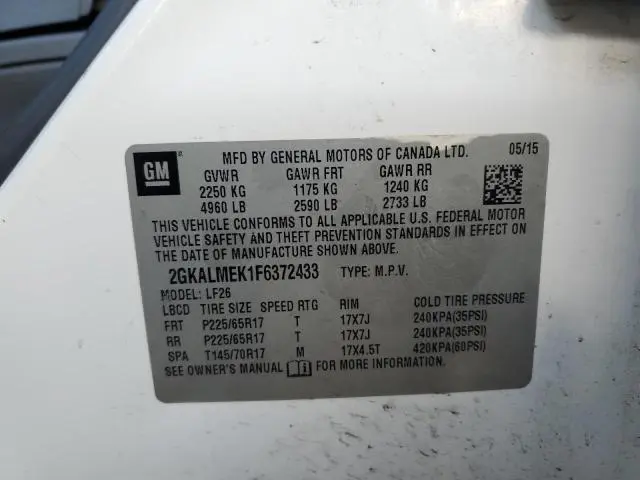 GM
MFD BY GENERAL MOTORS OF CANADA LTD. 05/15
GVWR GAWR FRT GAWR RR
2250 KG 1175 KG 1240 KG
4960 LB 2590 LB 2733 LB
THIS VEHICLE CONFORMS TO ALL APPLICABLE U.S. FEDERAL MOTOR
VEHICLE SAFETY AND THEFT PREVENTION STANDARDS IN EFFECT ON
THE DATE OF MANUFACTURE SHOWN ABOVE.
2GKALMEK1F6372433 TYPE: M.P.V.
MODEL: LF26
LBCD TIRE SIZE SPEED RTG RIM COLD TIRE PRESSURE
FRT P225/65R17 T 17X7J 240KPA(35PSI)
RR P225/65R17 T 17X7J 240KPA(35PSI)
SPA T145/70R17 M 17X4.5T 420KPA(60PSI)
SEE OWNER'S MANUAL FOR MORE INFORMATION.